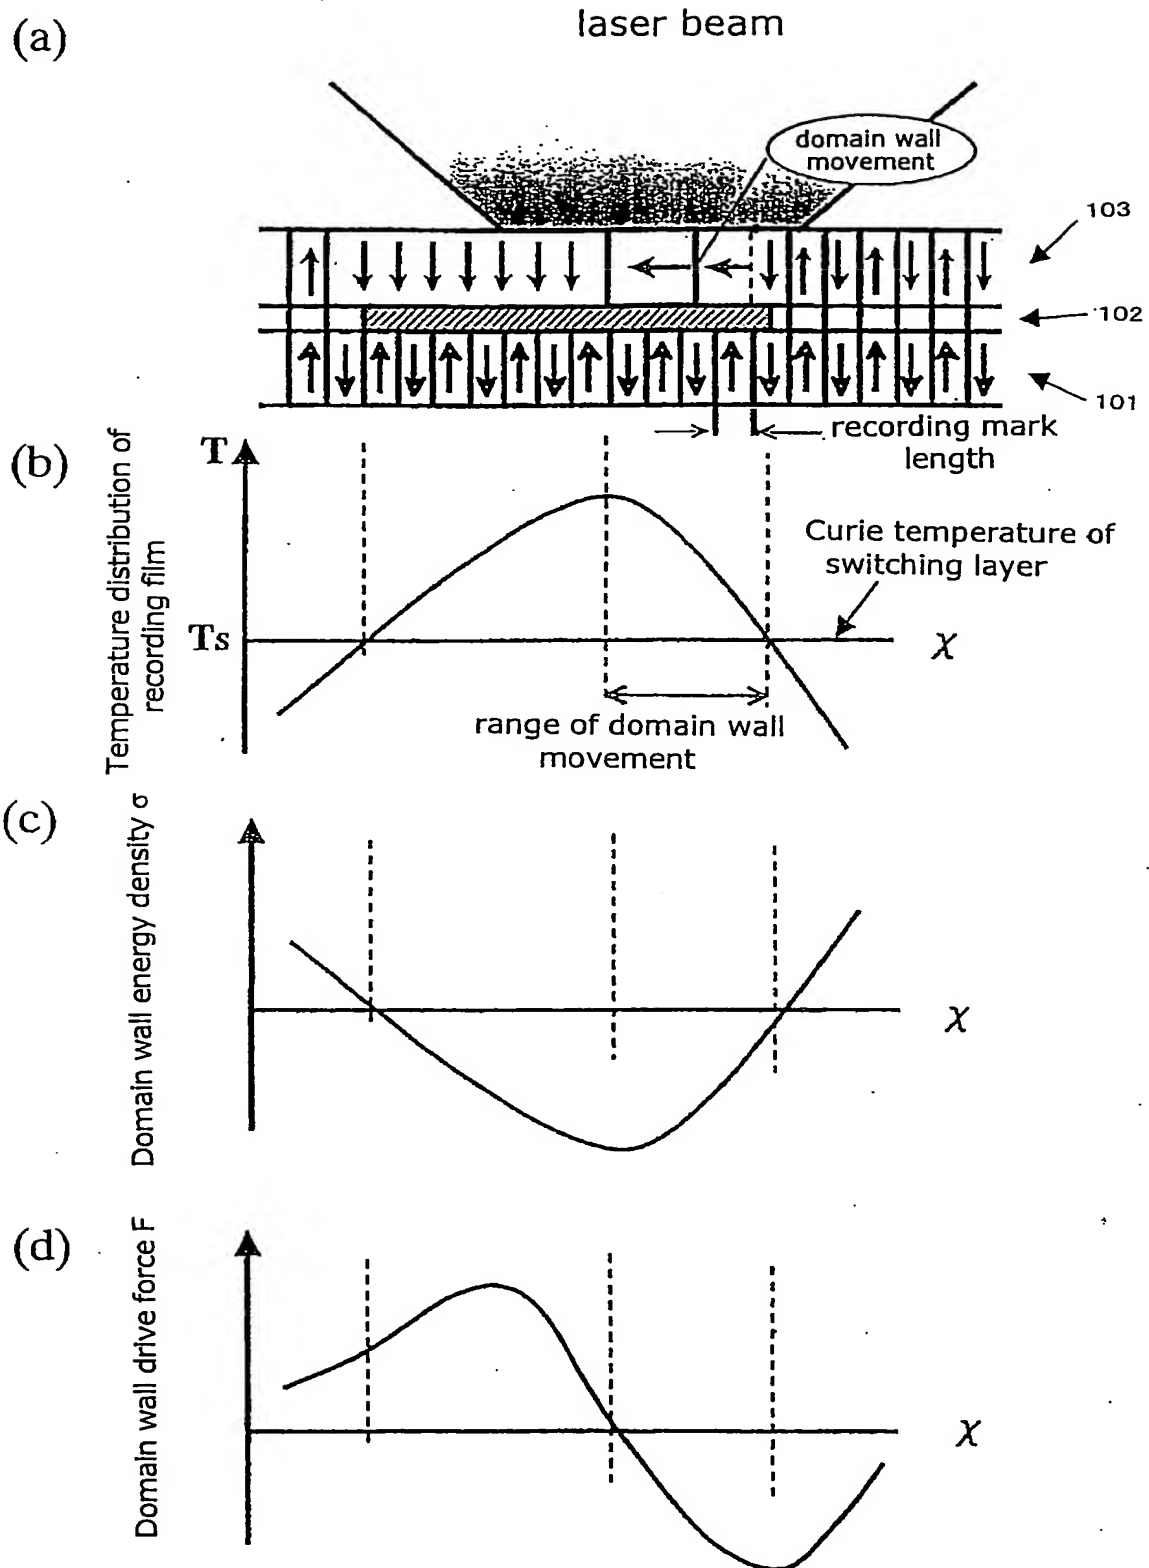 (a)
laser beam
domain wall
movement
103
102
101
recording mark
length
(b)
Temperature distribution of
recording film
T
Curie temperature of
switching layer
Ts
χ
range of domain wall
movement
(c)
Domain wall energy density σ
χ
(d)
Domain wall drive force F
χ